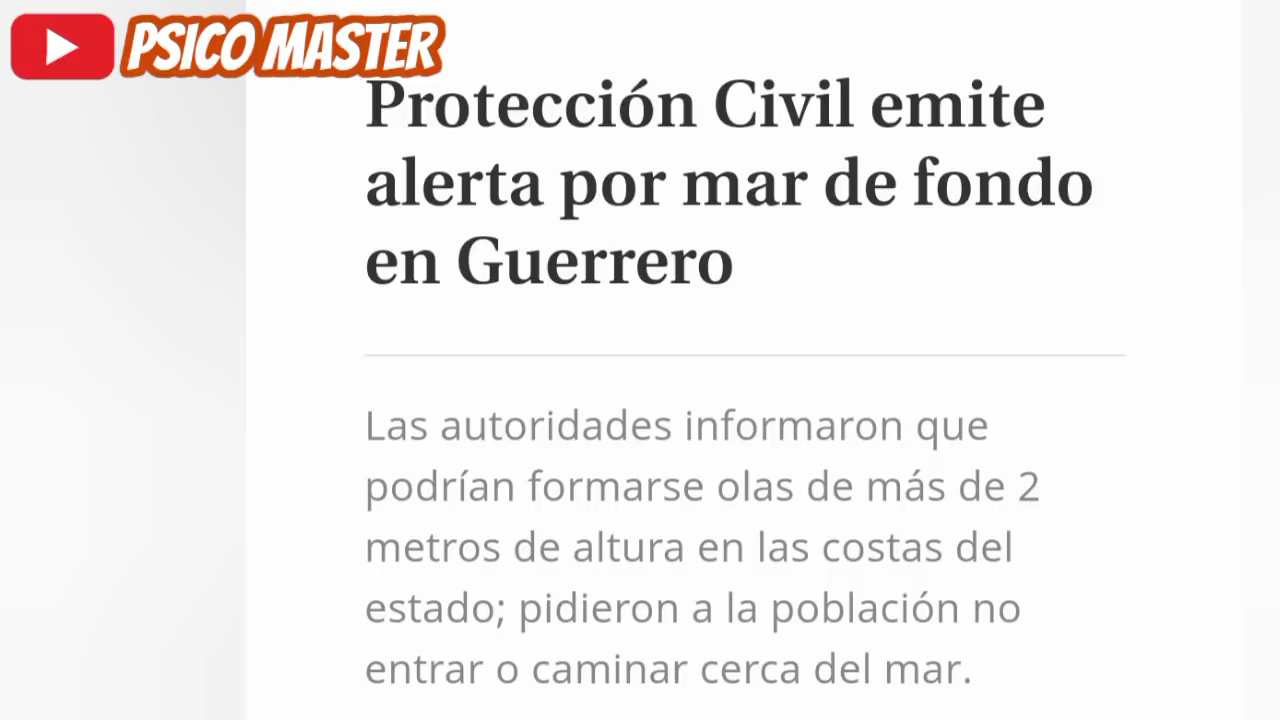 PSICO MASTER
Protección Civil emite
alerta por mar de fondo
en Guerrero
Las autoridades informaron que
podrían formarse olas de más de 2
metros de altura en las costas del
estado; pidieron a la población no
entrar o caminar cerca del mar.